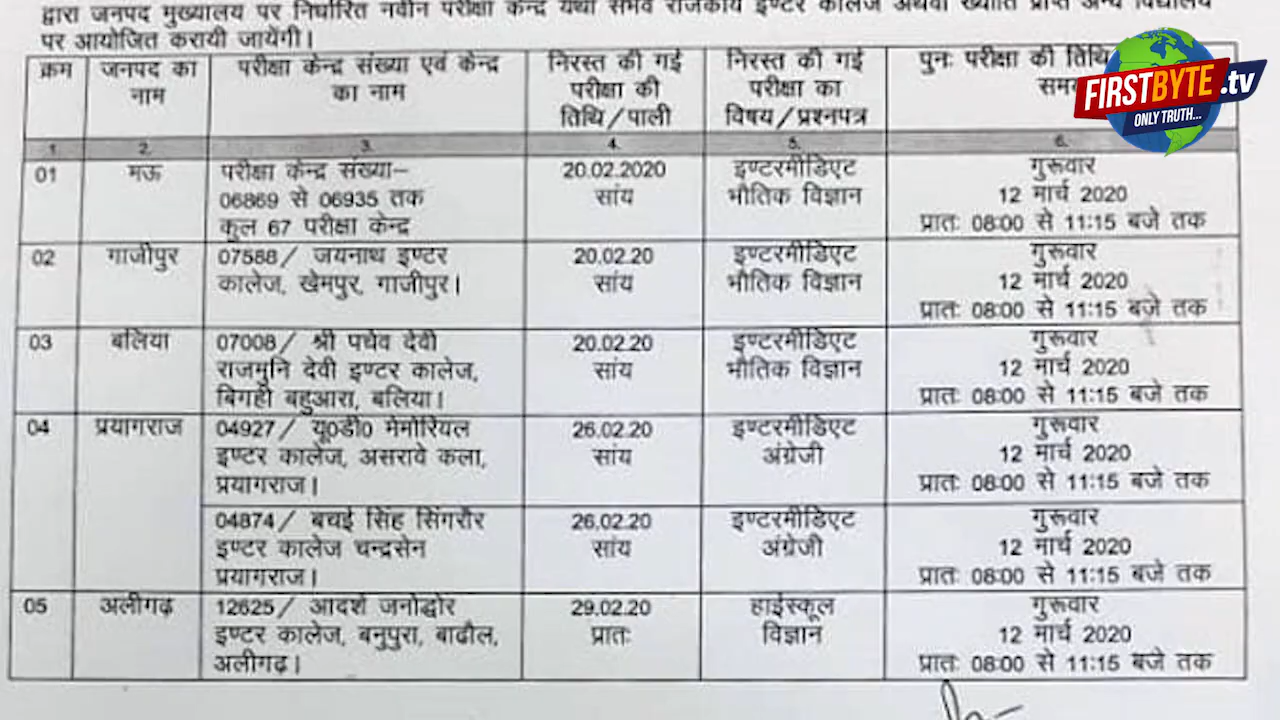 द्वारा जनपद मुख्यालय पर निर्धारित नवीन परीक्षा केन्द्र यथा संभव राजकीय इण्टर कालेज अथवा ख्याति प्राप्त अन्य विद्यालय
पर आयोजित करायी जायेंगी।
क्रम जनपद का नाम परीक्षा केन्द्र संख्या एवं केन्द्र का नाम निरस्त की गई परीक्षा की तिथि/पाली निरस्त की गई परीक्षा का विषय/प्रश्नपत्र पुनः परीक्षा की तिथि
FIRSTBYTE.tv
ONLY TRUTH...
1. 2. 3. 4. 5. 6.
01 मऊ परीक्षा केन्द्र संख्या– 20.02.2020 इण्टरमीडिएट गुरूवार
06869 से 06935 तक सांय भौतिक विज्ञान 12 मार्च 2020
कुल 67 परीक्षा केन्द्र प्रातः 08:00 से 11:15 बजे तक
02 गाजीपुर 07588/ जयनाथ इण्टर 20.02.20 इण्टरमीडिएट गुरूवार
कालेज, खेमपुर, गाजीपुर। सांय भौतिक विज्ञान 12 मार्च 2020
प्रातः 08:00 से 11:15 बजे तक
03 बलिया 07008/ श्री पचेव देवी 20.02.20 इण्टरमीडिएट गुरूवार
राजमुनि देवी इण्टर कालेज, सांय भौतिक विज्ञान 12 मार्च 2020
बिगही बहुआरा, बलिया। प्रातः 08:00 से 11:15 बजे तक
04 प्रयागराज 04927/ यू0डी0 मेमोरियल 26.02.20 इण्टरमीडिएट गुरूवार
इण्टर कालेज, असरावे कला, सांय अंग्रेजी 12 मार्च 2020
प्रयागराज। प्रातः 08:00 से 11:15 बजे तक
04874/ बचई सिंह सिंगरौर 26.02.20 इण्टरमीडिएट गुरूवार
इण्टर कालेज चन्द्रसेन सांय अंग्रेजी 12 मार्च 2020
प्रयागराज। प्रातः 08:00 से 11:15 बजे तक
05 अलीगढ़ 12625/ आदर्श जनोद्धार 29.02.20 हाईस्कूल गुरूवार
इण्टर कालेज, बनुपुरा, बाढौल, प्रातः विज्ञान 12 मार्च 2020
अलीगढ़। प्रातः 08:00 से 11:15 बजे तक